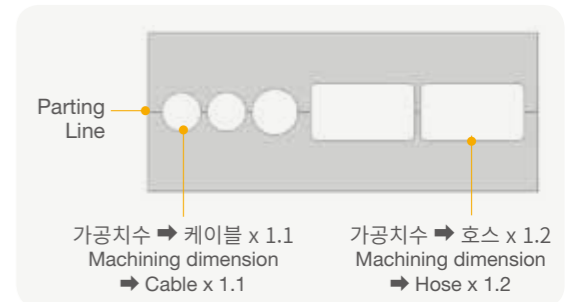 Parting
Line
가공치수 ➡ 케이블 x 1.1
Machining dimension
➡ Cable x 1.1
가공치수 ➡ 호스 x 1.2
Machining dimension
➡ Hose x 1.2